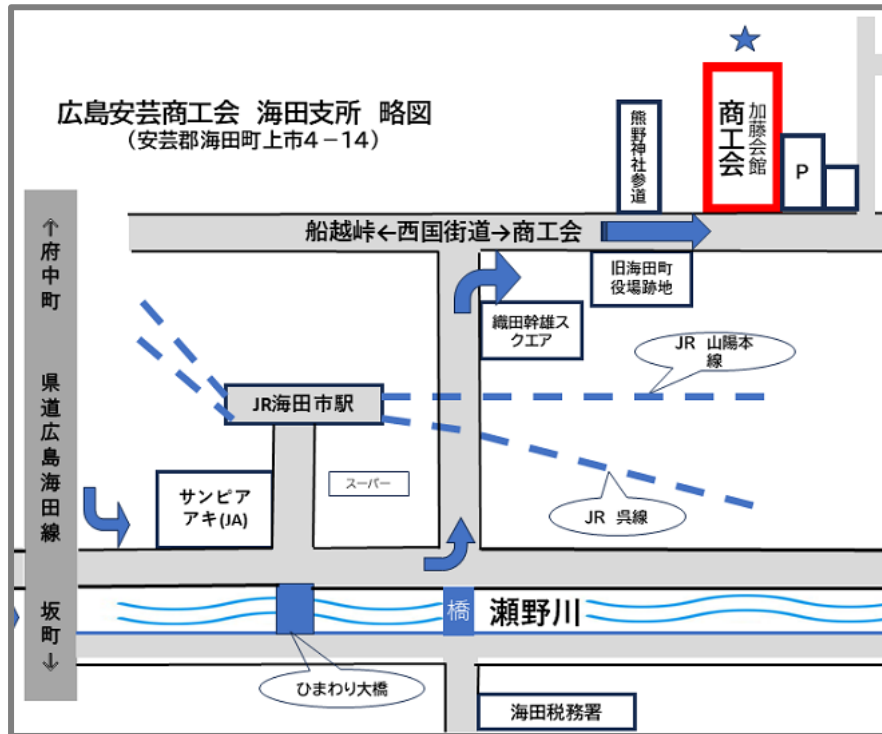 広島安芸商工会 海田支所 略図
(安芸郡海田町上市4-14)
熊野神社参道
商工会
加藤会館
P
船越峠←西国街道→商工会
旧海田町
役場跡地
織田幹雄ス
クエア
JR 山陽本
線
JR海田市駅
スーパー
サンピア
アキ(JA)
JR 呉線
↑府中町 県道広島海田線 坂町↓
橋
瀬野川
ひまわり大橋
海田税務署